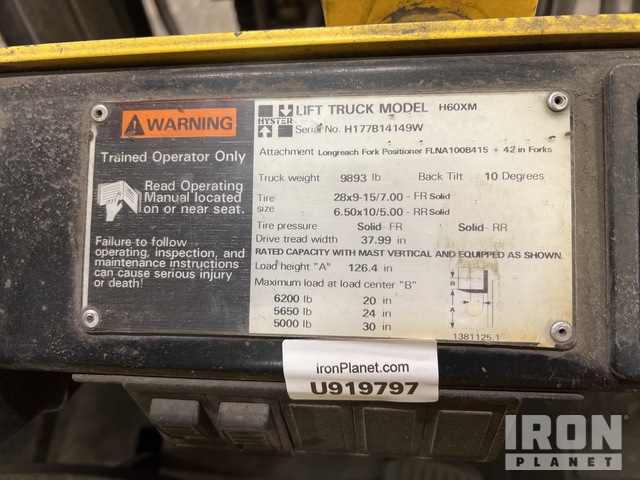 WARNING
Trained Operator Only
Read Operating
Manual located
on or near seat.
Failure to follow
operating, inspection, and
maintenance instructions
can cause serious injury
or death!
HYSTER
LIFT TRUCK MODEL H60XM
Serial No. H177B14149W
Attachment Longreach Fork Positioner FLNA100B415 + 42 in Forks
Truck weight 9893 lb Back Tilt 10 Degrees
Tire 28x9-15/7.00 - FR Solid
size 6.50x10/5.00 - RR Solid
Tire pressure Solid - FR Solid - RR
Drive tread width 37.99 in
RATED CAPACITY WITH MAST VERTICAL AND EQUIPPED AS SHOWN.
Load height "A" 126.4 in
Maximum load at load center "B"
6200 lb 20 in
5650 lb 24 in
5000 lb 30 in
B
A
1381125.1
ironPlanet.com
U919797
IRON
PLANET